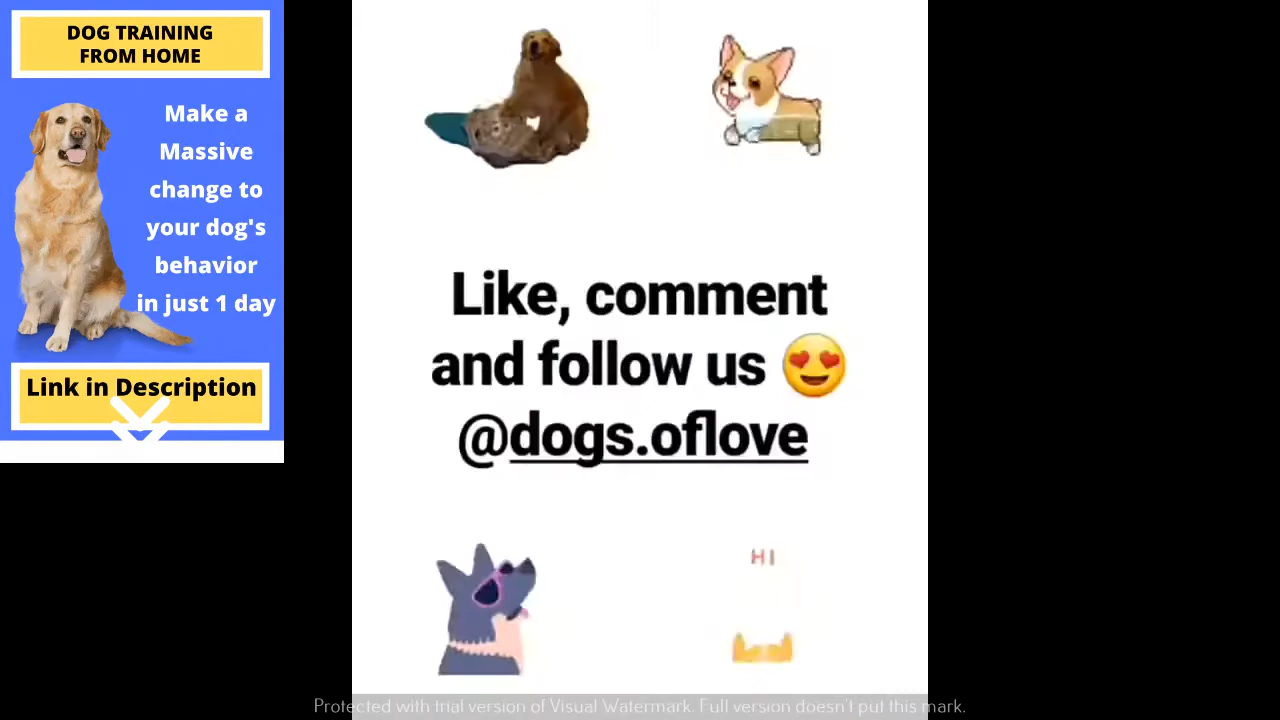 DOG TRAINING
FROM HOME
Make a
Massive
change to
your dog's
behavior
in just 1 day
Link in Description
Like, comment
and follow us 😍
@dogs.oflove
HI
Protected with trial version of Visual Watermark. Full version doesn't put this mark.